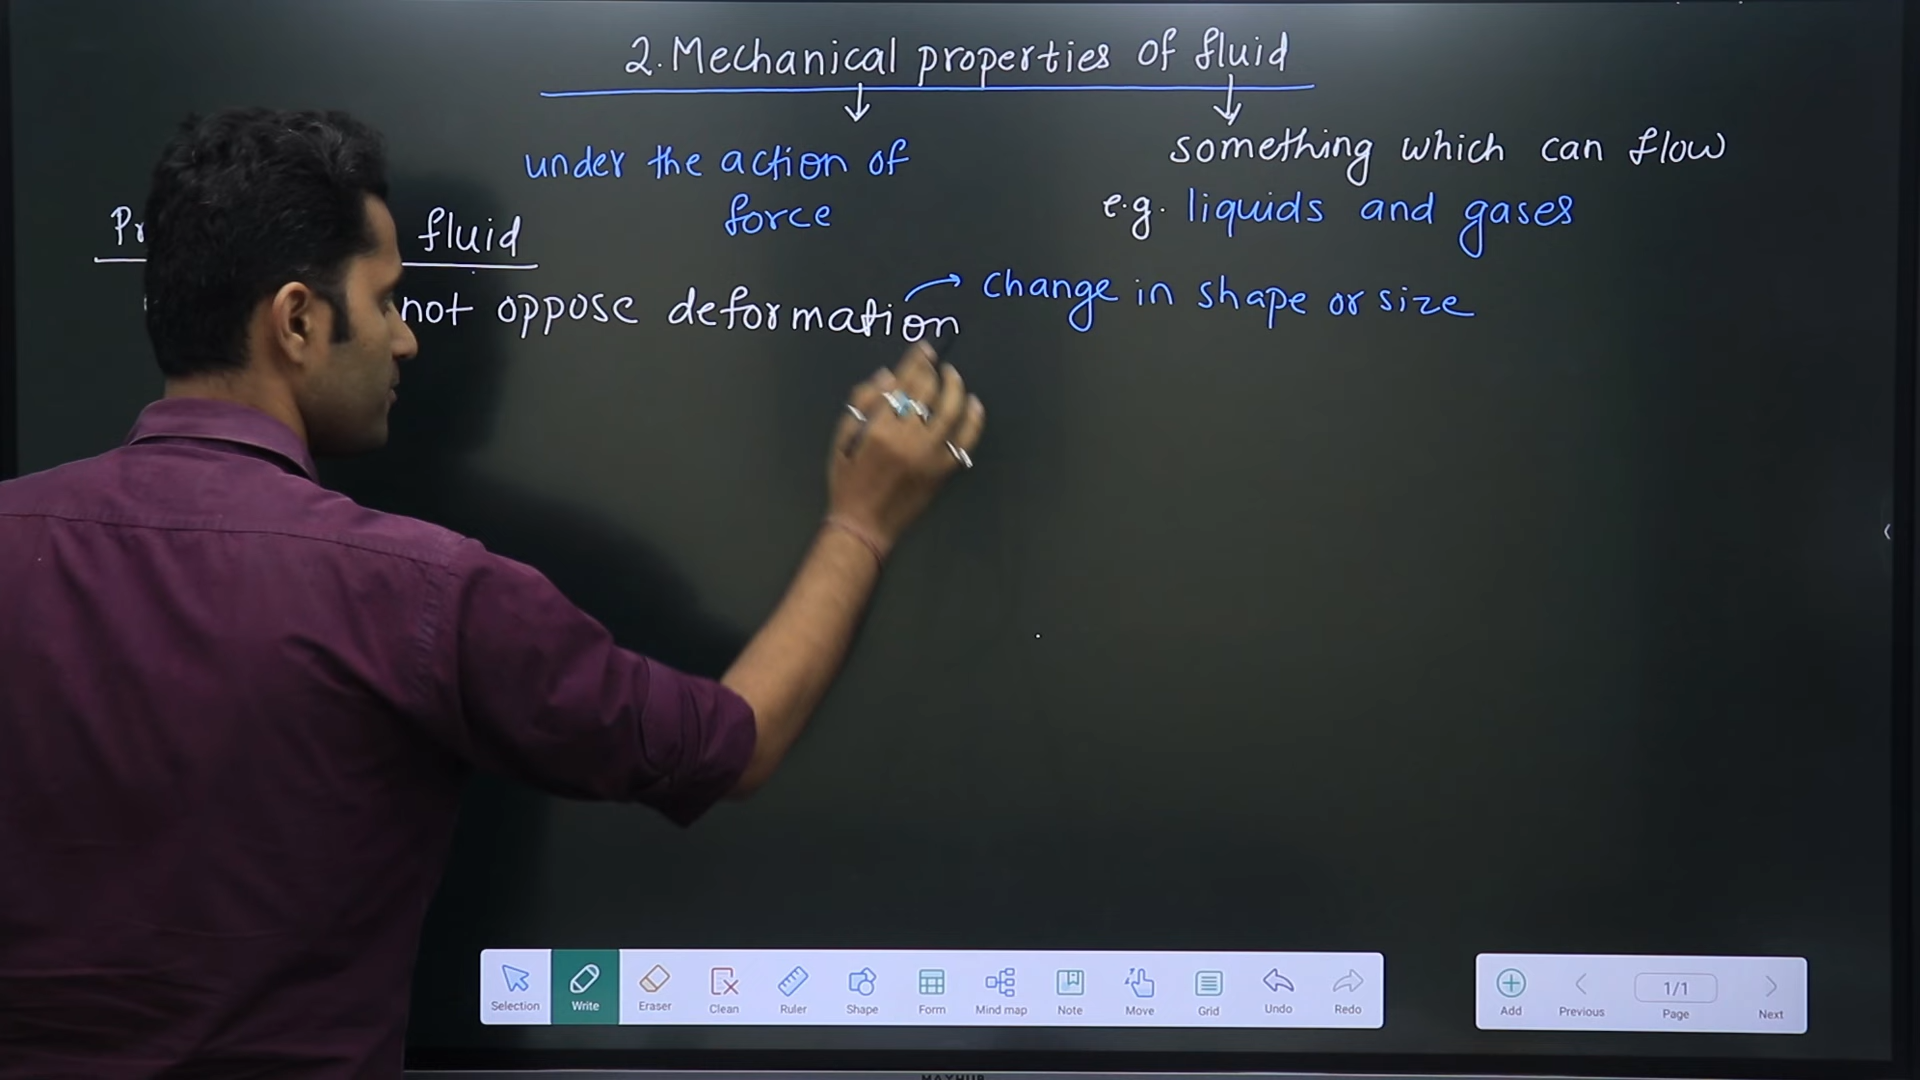 2. Mechanical properties of fluid
under the action of
force
something which can flow
e.g. liquids and gases
fluid
not oppose deformation
change in shape or size
Selection Write Eraser Clean Ruler Shape Form Mind map Note Move Grid Undo Redo
Add Previous 1/1 Page Next